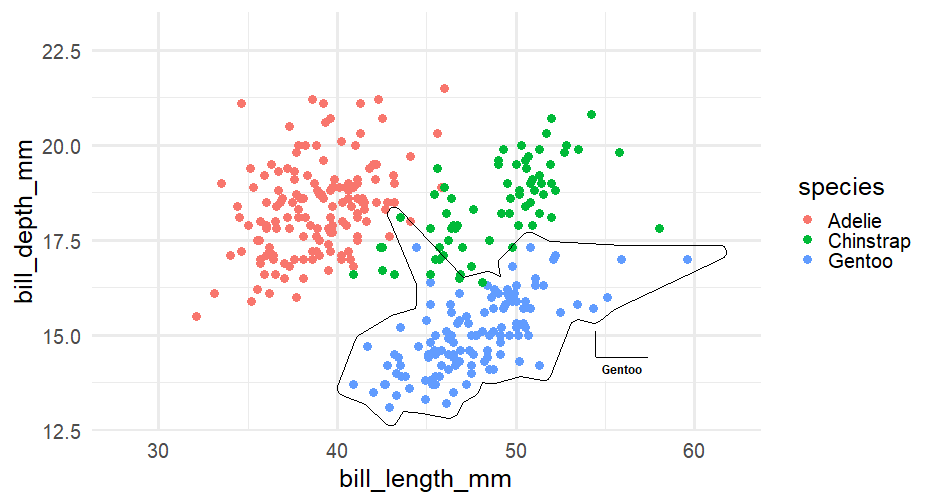 22.5
20.0
17.5
15.0
12.5
bill_depth_mm
30 40 50 60
bill_length_mm
Gentoo
species
Adelie
Chinstrap
Gentoo